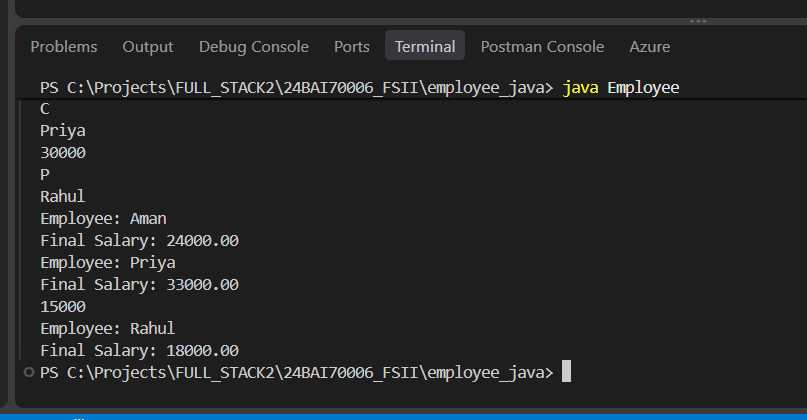 Problems Output Debug Console Ports Terminal Postman Console Azure
PS C:\Projects\FULL_STACK2\24BAI70006_FSII\employee_java> java Employee
C
Priya
30000
P
Rahul
Employee: Aman
Final Salary: 24000.00
Employee: Priya
Final Salary: 33000.00
15000
Employee: Rahul
Final Salary: 18000.00
PS C:\Projects\FULL_STACK2\24BAI70006_FSII\employee_java>